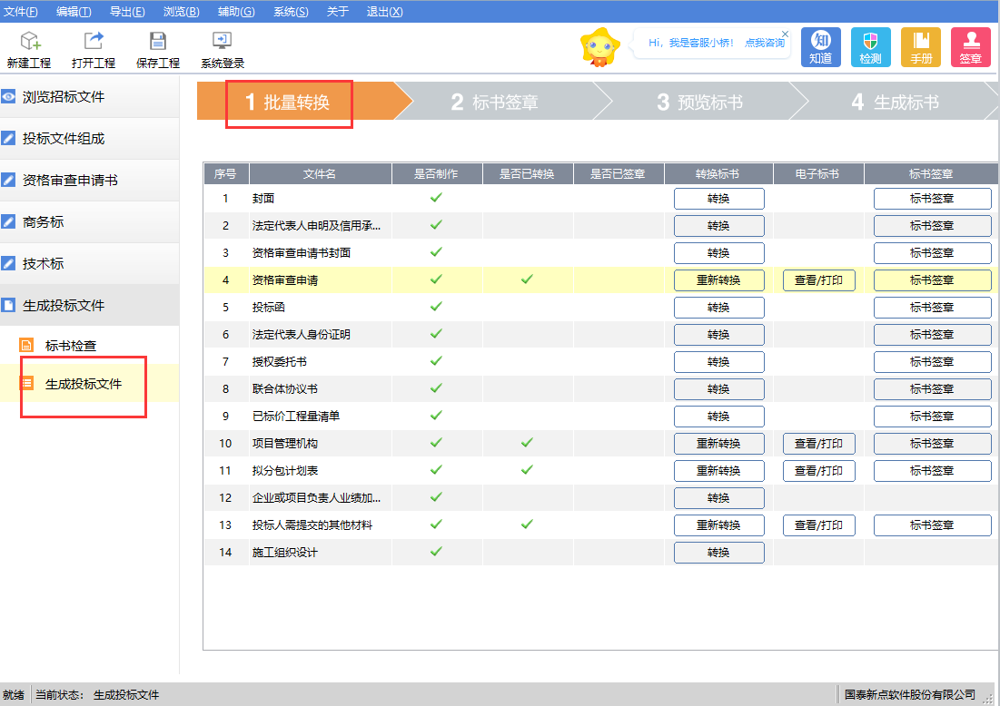 文件(F) 编辑(T) 导出(E) 浏览(B) 辅助(G) 系统(S) 关于 退出(X)
新建工程 打开工程 保存工程 系统登录
Hi，我是客服小桥！ 点我咨询
知 知道 检测 手册 签章
浏览招标文件
投标文件组成
资格审查申请书
商务标
技术标
生成投标文件
标书检查
生成投标文件
1 批量转换 2 标书签章 3 预览标书 4 生成标书
序号 文件名 是否制作 是否已转换 是否已签章 转换标书 电子标书 标书签章
1 封面 转换 标书签章
2 法定代表人申明及信用承... 转换 标书签章
3 资格审查申请书封面 转换 标书签章
4 资格审查申请 重新转换 查看/打印 标书签章
5 投标函 转换 标书签章
6 法定代表人身份证明 转换 标书签章
7 授权委托书 转换 标书签章
8 联合体协议书 转换 标书签章
9 已标价工程量清单 转换 标书签章
10 项目管理机构 重新转换 查看/打印 标书签章
11 拟分包计划表 重新转换 查看/打印 标书签章
12 企业或项目负责人业绩加... 转换
13 投标人需提交的其他材料 重新转换 查看/打印 标书签章
14 施工组织设计 转换
就绪 当前状态： 生成投标文件 国泰新点软件股份有限公司